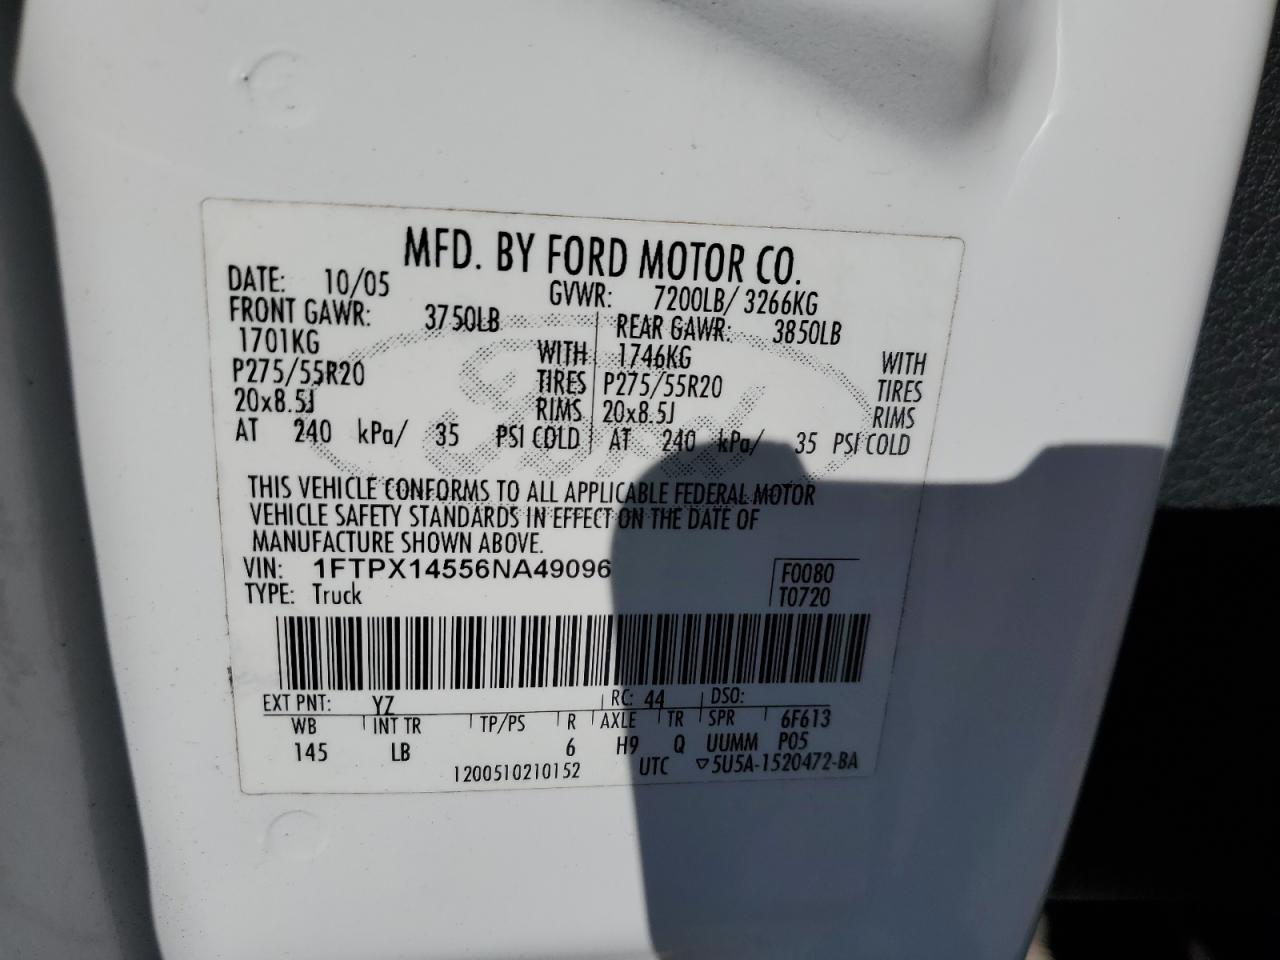 MFD. BY FORD MOTOR CO.
DATE: 10/05 GVWR: 7200LB/ 3266KG
FRONT GAWR: 3750LB REAR GAWR: 3850LB
1701KG WITH 1746KG WITH
P275/55R20 TIRES P275/55R20 TIRES
20x8.5J RIMS 20x8.5J RIMS
AT 240 kPa/ 35 PSI COLD AT 240 kPa/ 35 PSI COLD
THIS VEHICLE CONFORMS TO ALL APPLICABLE FEDERAL MOTOR
VEHICLE SAFETY STANDARDS IN EFFECT ON THE DATE OF
MANUFACTURE SHOWN ABOVE.
VIN: 1FTPX14556NA49096 F0080
TYPE: Truck T0720
EXT PNT: YZ RC: 44 DSO:
WB INT TR TP/PS R AXLE TR SPR 6F613
145 LB 6 H9 Q UUMM P05
1200510210152 UTC ▽5U5A-1520472-BA
Ford